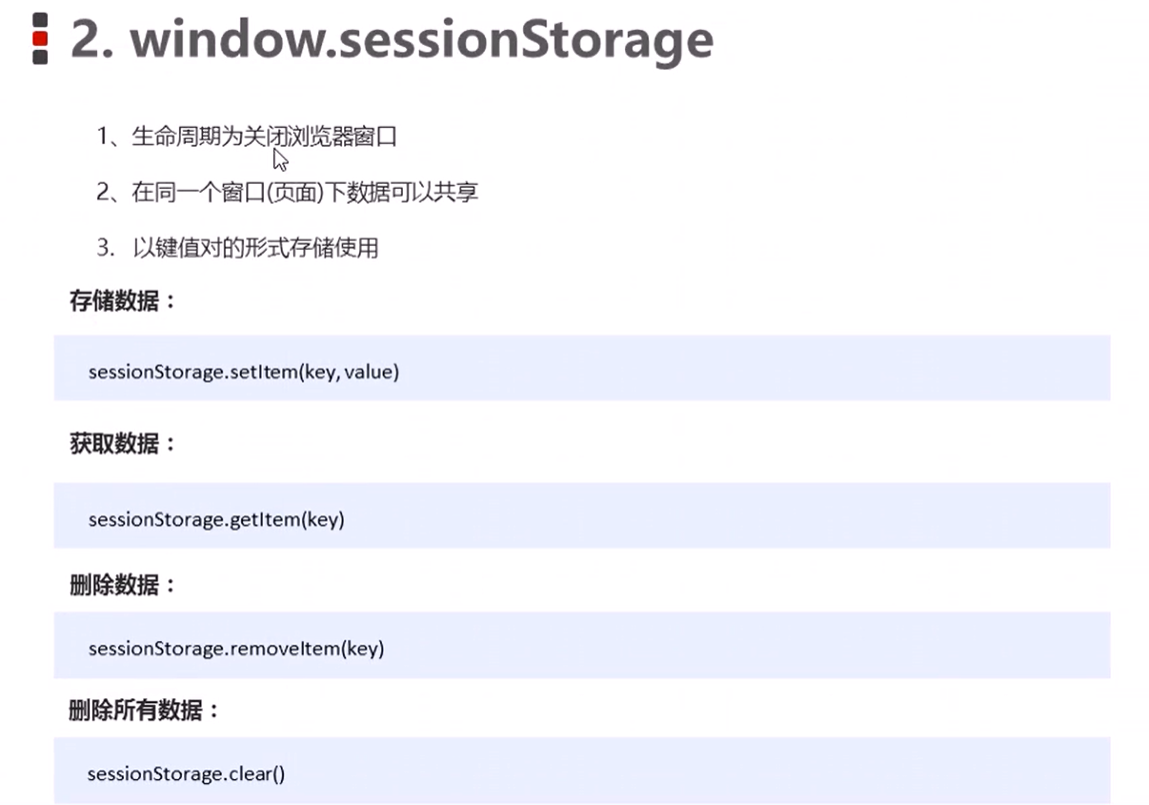 2. window.sessionStorage
1、生命周期为关闭浏览器窗口
2、在同一个窗口(页面)下数据可以共享
3. 以键值对的形式存储使用
存储数据：
sessionStorage.setItem(key, value)
获取数据：
sessionStorage.getItem(key)
删除数据：
sessionStorage.removeItem(key)
删除所有数据：
sessionStorage.clear()